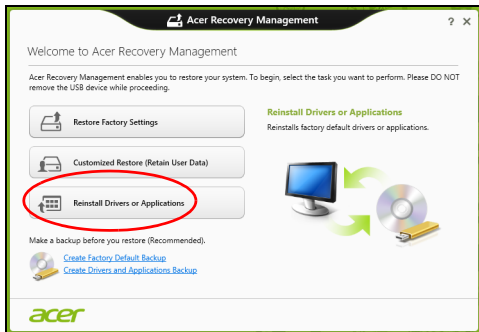 Acer Recovery Management
? X
Welcome to Acer Recovery Management
Acer Recovery Management enables you to restore your system. To begin, select the task you want to perform. Please DO NOT
remove the USB device while proceeding.
Restore Factory Settings
Reinstall Drivers or Applications
Reinstalls factory default drivers or applications.
Customized Restore (Retain User Data)
Reinstall Drivers or Applications
Make a backup before you restore (Recommended).
Create Factory Default Backup
Create Drivers and Applications Backup
acer